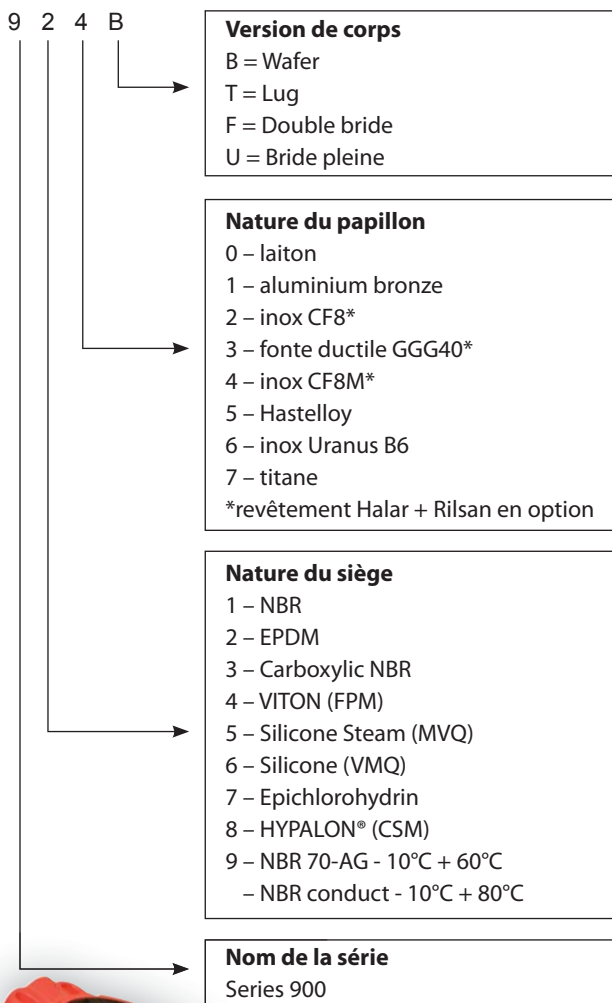 9 2 4 B
Version de corps
B = Wafer
T = Lug
F = Double bride
U = Bride pleine
Nature du papillon
0 – laiton
1 – aluminium bronze
2 – inox CF8*
3 – fonte ductile GGG40*
4 – inox CF8M*
5 – Hastelloy
6 – inox Uranus B6
7 – titane
*revêtement Halar + Rilsan en option
Nature du siège
1 – NBR
2 – EPDM
3 – Carboxylic NBR
4 – VITON (FPM)
5 – Silicone Steam (MVQ)
6 – Silicone (VMQ)
7 – Epichlorohydrin
8 – HYPALON® (CSM)
9 – NBR 70-AG - 10°C + 60°C
– NBR conduct - 10°C + 80°C
Nom de la série
Series 900